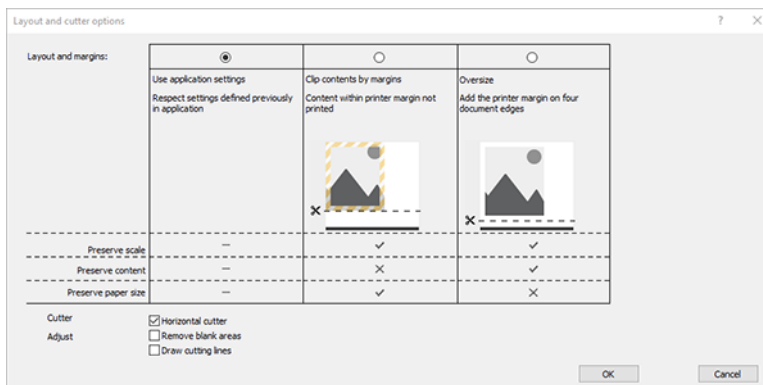 Layout and cutter options
Layout and margins:
Use application settings
Respect settings defined previously
in application
Clip contents by margins
Content within printer margin not
printed
Oversize
Add the printer margin on four
document edges
Preserve scale
Preserve content
Preserve paper size
Cutter
Horizontal cutter
Adjust
Remove blank areas
Draw cutting lines
OK
Cancel